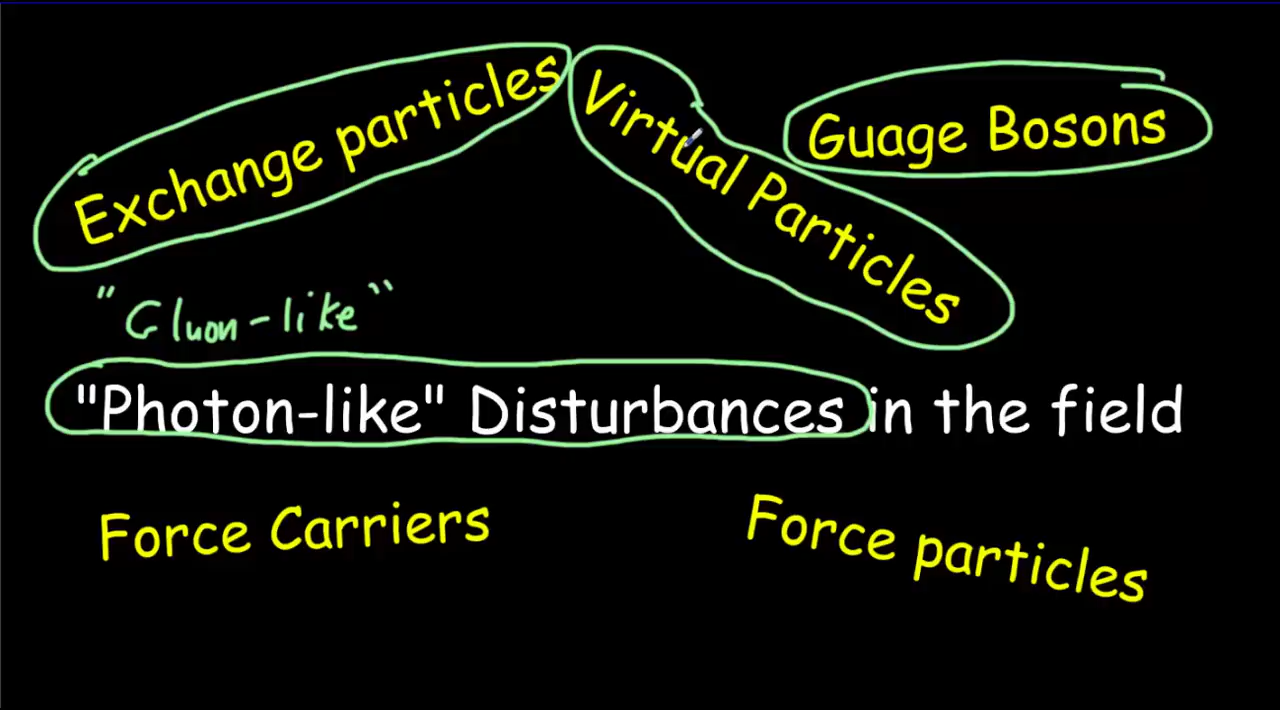 Exchange particles
Virtual Particles
Guage Bosons
"Gluon-like"
"Photon-like" Disturbances in the field
Force Carriers
Force particles